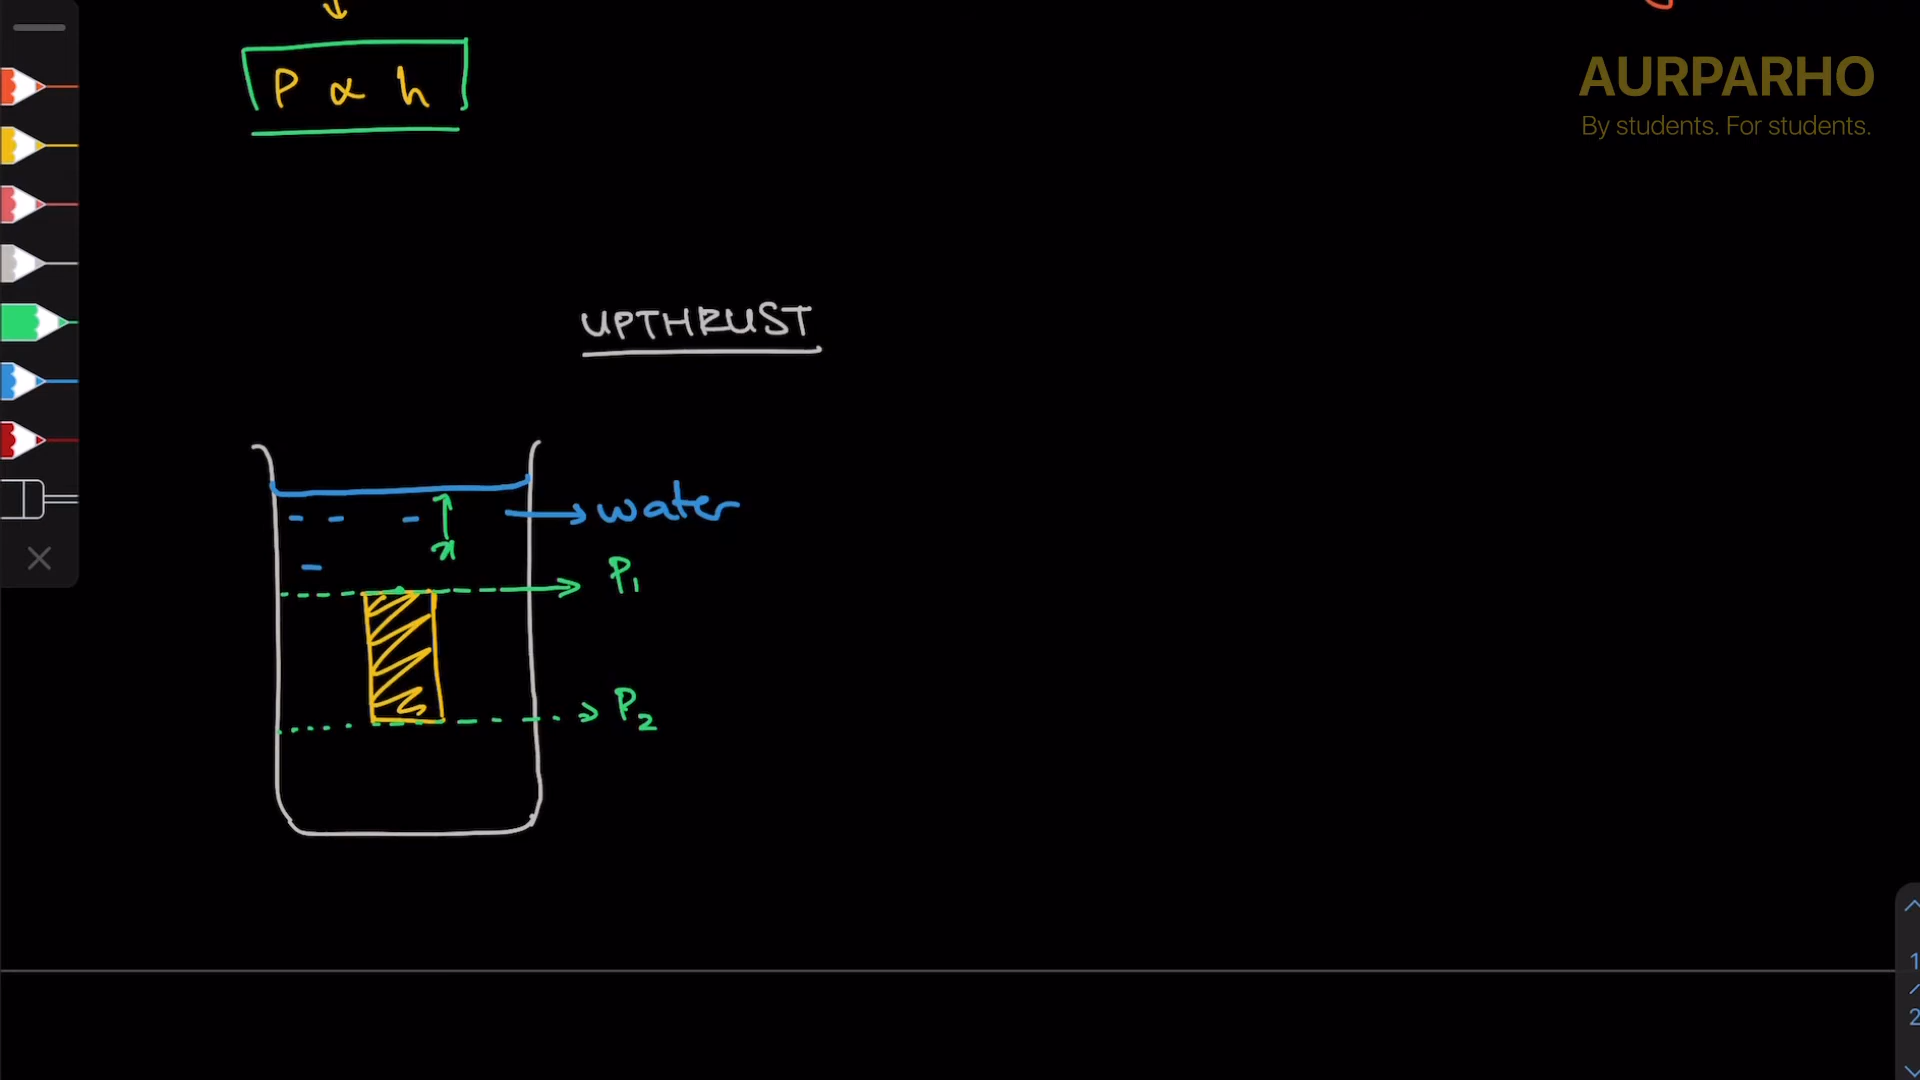 P ∝ h
AURPARHO
By students. For students.
UPTHRUST
water
x
P₁
P₂
1
2